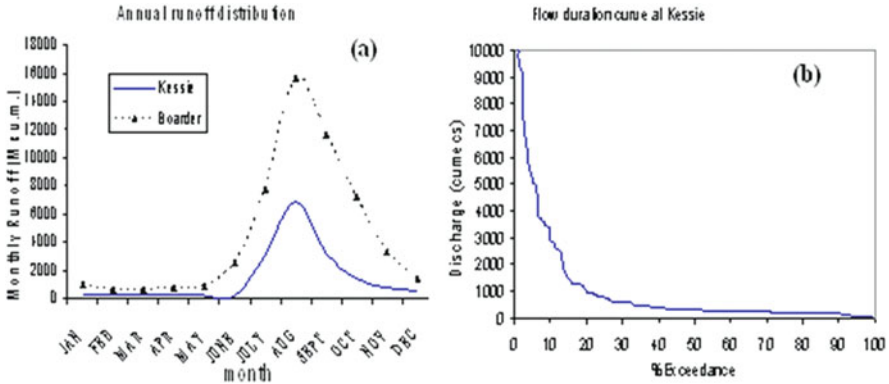 Annual runoff distribution
(a)
18000
16000
14000
12000
10000
8000
6000
4000
2000
0
Monthly Runoff [M cu.m.]
Kessie
Boarder
JAN
FEB
MAR
APR
MAY
JUNE
JULY
AUG
SEPT
OCT
NOV
DEC
month
Flow duration curve at Kessie
(b)
10000
9000
8000
7000
6000
5000
4000
3000
2000
1000
0
Discharge (cumecs)
0 10 20 30 40 50 60 70 80 90 100
% Exceedance